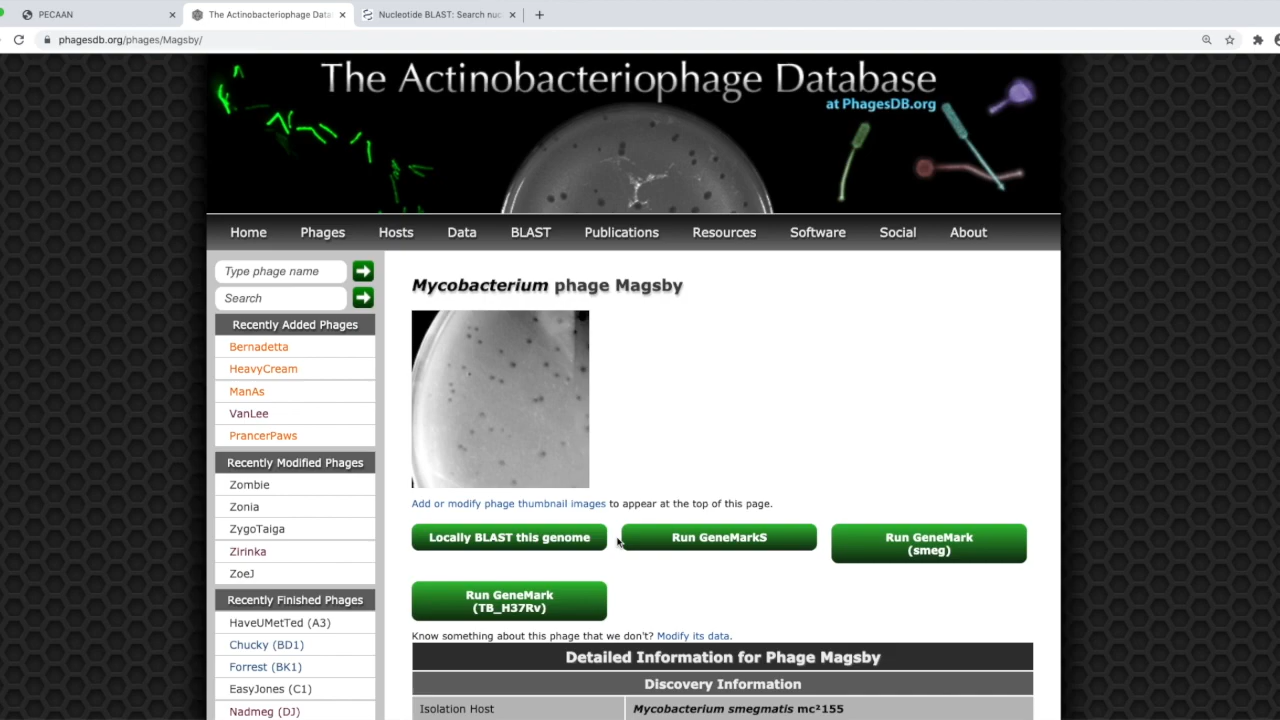 PECAAN
The Actinobacteriophage Data
Nucleotide BLAST: Search nuc
phagesdb.org/phages/Magsby/
The Actinobacteriophage Database
at PhagesDB.org
Home Phages Hosts Data BLAST Publications Resources Software Social About
Type phage name
Search
Recently Added Phages
Bernadetta
HeavyCream
ManAs
VanLee
PrancerPaws
Recently Modified Phages
Zombie
Zonia
ZygoTaiga
Zirinka
ZoeJ
Recently Finished Phages
HaveUMetTed (A3)
Chucky (BD1)
Forrest (BK1)
EasyJones (C1)
Nadmeg (DJ)
Mycobacterium phage Magsby
Add or modify phage thumbnail images to appear at the top of this page.
Locally BLAST this genome
Run GeneMarkS
Run GeneMark
(smeg)
Run GeneMark
(TB_H37Rv)
Know something about this phage that we don't? Modify its data.
Detailed Information for Phage Magsby
Discovery Information
Isolation Host
Mycobacterium smegmatis mc²155